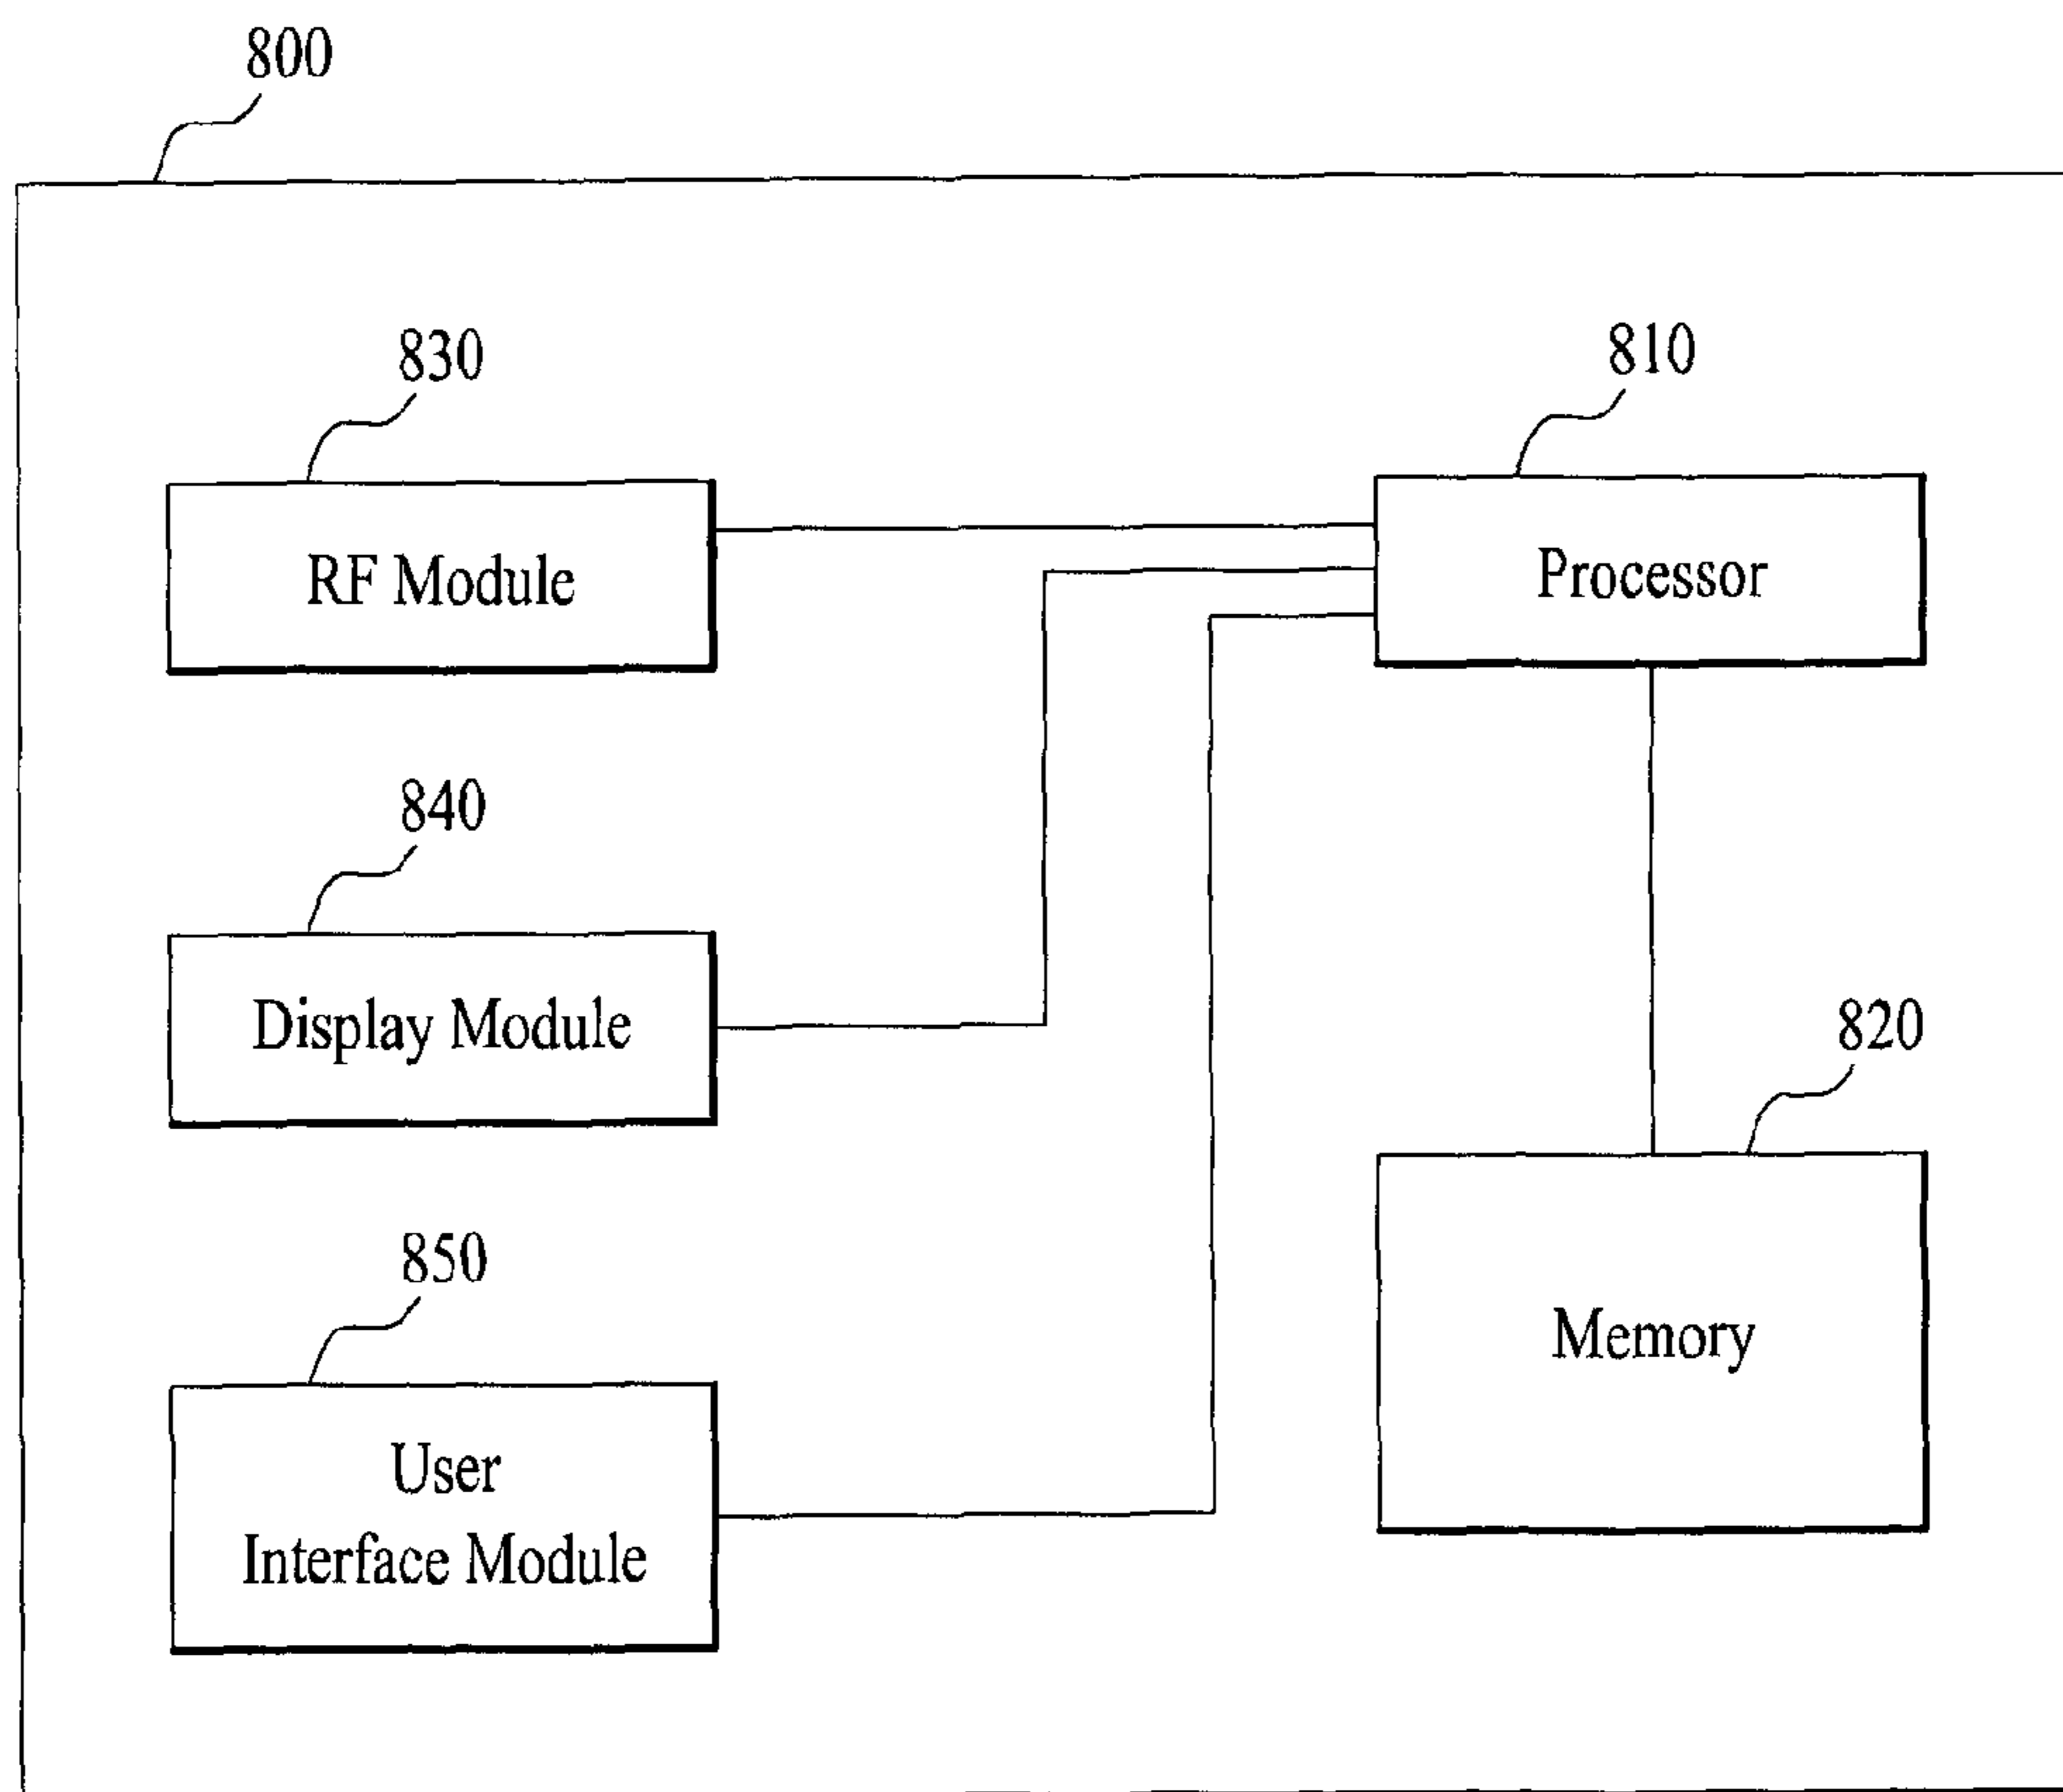 800
830
RF Module
810
Processor
840
Display Module
820
Memory
850
User
Interface Module